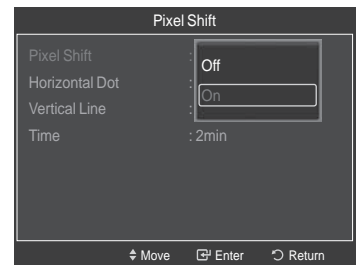 Pixel Shift
Pixel Shift :
Off
Horizontal Dot :
On
Vertical Line :
Time : 2min
Move Enter Return